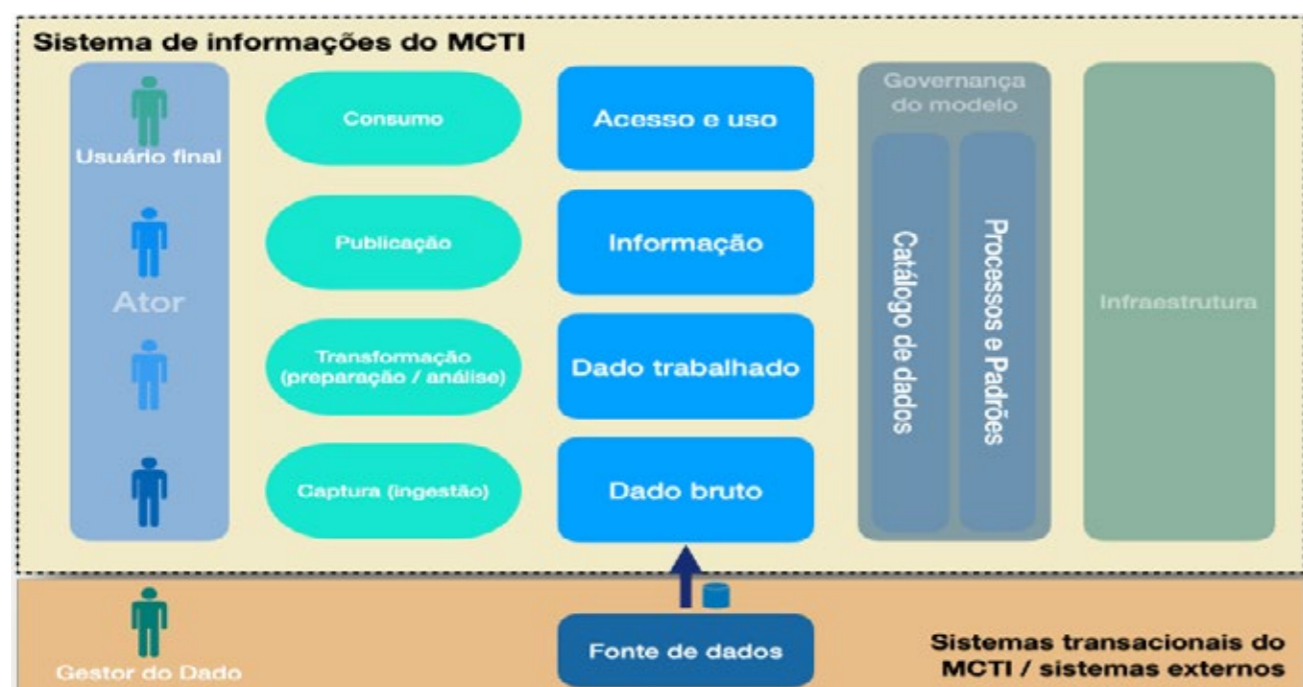 Sistema de informações do MCTI
Usuário final
Ator
Consumo
Publicação
Transformação
(preparação / análise)
Captura (ingestão)
Acesso e uso
Informação
Dado trabalhado
Dado bruto
Governança
do modelo
Catálogo de dados
Processos e Padrões
Infraestrutura
Gestor do Dado
Fonte de dados
Sistemas transacionais do
MCTI / sistemas externos